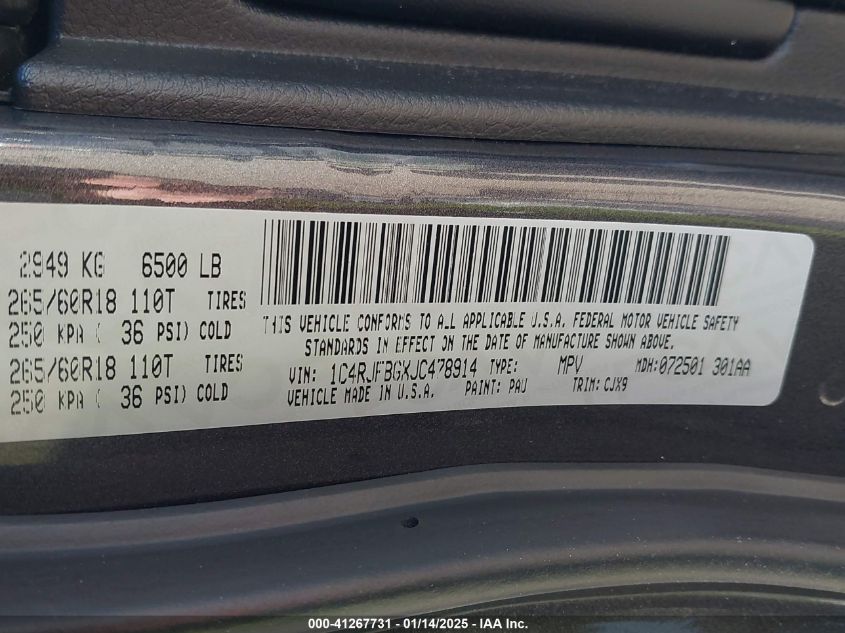 2949 KG 6500 LB
265/60R18 110T TIRES
250 KPA ( 36 PSI) COLD
265/60R18 110T TIRES
250 KPA ( 36 PSI) COLD
THIS VEHICLE CONFORMS TO ALL APPLICABLE U.S.A. FEDERAL MOTOR VEHICLE SAFETY
STANDARDS IN EFFECT ON THE DATE OF MANUFACTURE SHOWN ABOVE.
VIN: 1C4RJFBGXJC478914 TYPE: MPV MDH:072501 301AA
VEHICLE MADE IN U.S.A. PAINT: PAU TRIM: CJX9
000-41267731 - 01/14/2025 - IAA Inc.